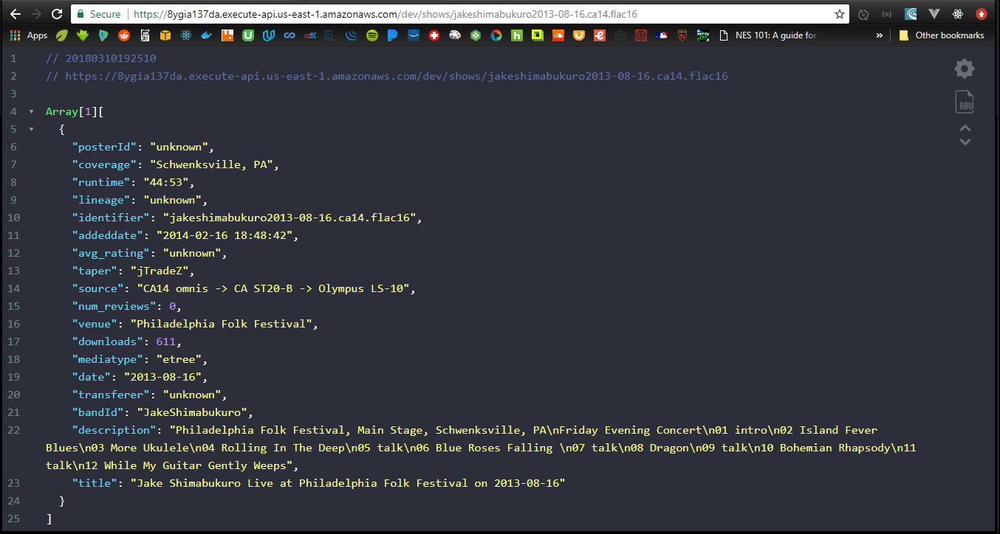 Secure https://8ygia137da.execute-api.us-east-1.amazonaws.com/dev/shows/jakeshimabukuro2013-08-16.ca14.flac16
Apps NES 101: A guide for » Other bookmarks
1 // 20180310192510
2 // https://8ygia137da.execute-api.us-east-1.amazonaws.com/dev/shows/jakeshimabukuro2013-08-16.ca14.flac16
3
4 Array[1][
5 {
6 "posterId": "unknown",
7 "coverage": "Schwenksville, PA",
8 "runtime": "44:53",
9 "lineage": "unknown",
10 "identifier": "jakeshimabukuro2013-08-16.ca14.flac16",
11 "addeddate": "2014-02-16 18:48:42",
12 "avg_rating": "unknown",
13 "taper": "jTradeZ",
14 "source": "CA14 omnis -> CA ST20-B -> Olympus LS-10",
15 "num_reviews": 0,
16 "venue": "Philadelphia Folk Festival",
17 "downloads": 611,
18 "mediatype": "etree",
19 "date": "2013-08-16",
20 "transferer": "unknown",
21 "bandId": "JakeShimabukuro",
22 "description": "Philadelphia Folk Festival, Main Stage, Schwenksville, PA\nFriday Evening Concert\n01 intro\n02 Island Fever
Blues\n03 More Ukulele\n04 Rolling In The Deep\n05 talk\n06 Blue Roses Falling \n07 talk\n08 Dragon\n09 talk\n10 Bohemian Rhapsody\n11
talk\n12 While My Guitar Gently Weeps",
23 "title": "Jake Shimabukuro Live at Philadelphia Folk Festival on 2013-08-16"
24 }
25 ]
RAW